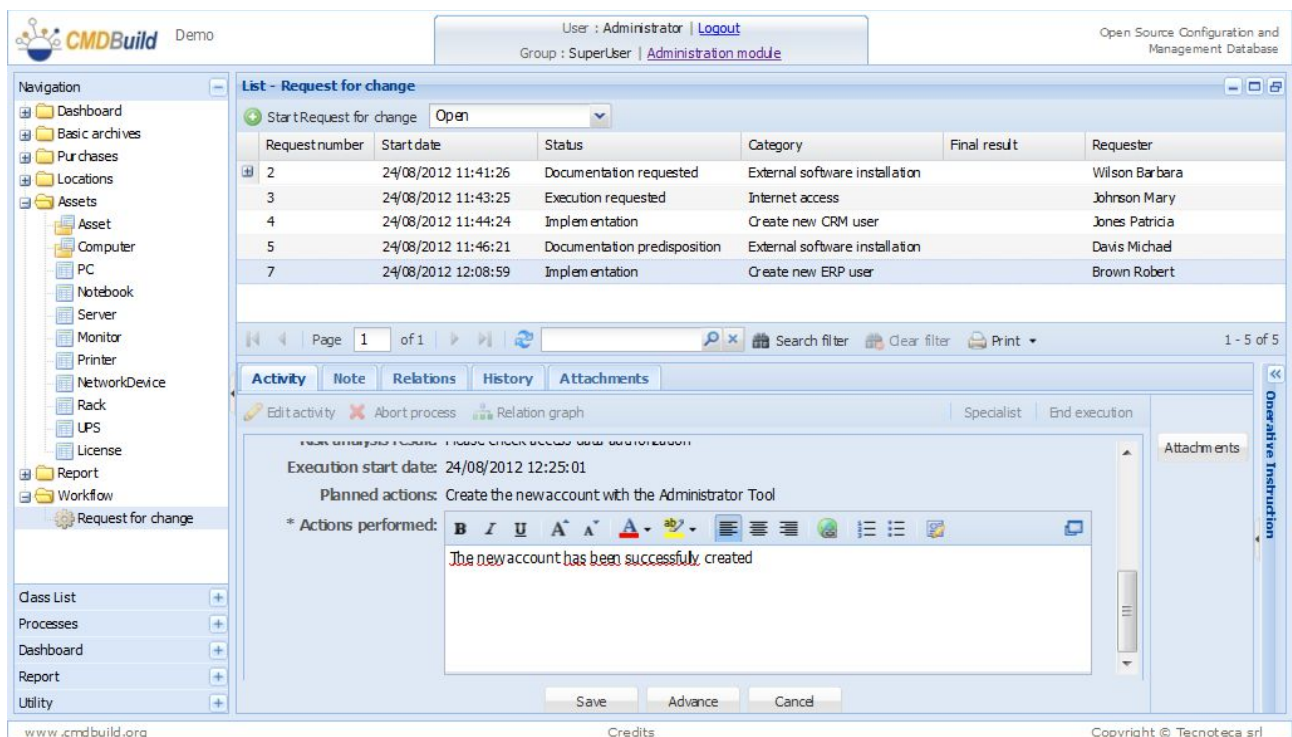 CMDBuild Demo
User : Administrator | Logout
Group : SuperUser | Administration module
Open Source Configuration and
Management Database
Navigation
Dashboard
Basic archives
Purchases
Locations
Assets
Asset
Computer
PC
Notebook
Server
Monitor
Printer
NetworkDevice
Rack
UPS
License
Report
Workflow
Request for change
Class List
Processes
Dashboard
Report
Utility
List - Request for change
Start Request for change Open
Request number Start date Status Category Final result Requester
2 24/08/2012 11:41:26 Documentation requested External software installation Wilson Barbara
3 24/08/2012 11:43:25 Execution requested Internet access Johnson Mary
4 24/08/2012 11:44:24 Implementation Create new CRM user Jones Patricia
5 24/08/2012 11:46:21 Documentation predisposition External software installation Davis Michael
7 24/08/2012 12:08:59 Implementation Create new ERP user Brown Robert
Page 1 of 1 Search filter Clear filter Print 1 - 5 of 5
Activity Note Relations History Attachments
Edit activity Abort process Relation graph Specialist End execution
Risk analysis result: Please check access data authorization
Execution start date: 24/08/2012 12:25:01
Planned actions: Create the new account with the Administrator Tool
* Actions performed: B I U A A A ab
The new account has been successfuly created
Save Advance Cancel
Attachments
Operative Instruction
www.cmdbuild.org Credits Copyright © Tecnoteca srl